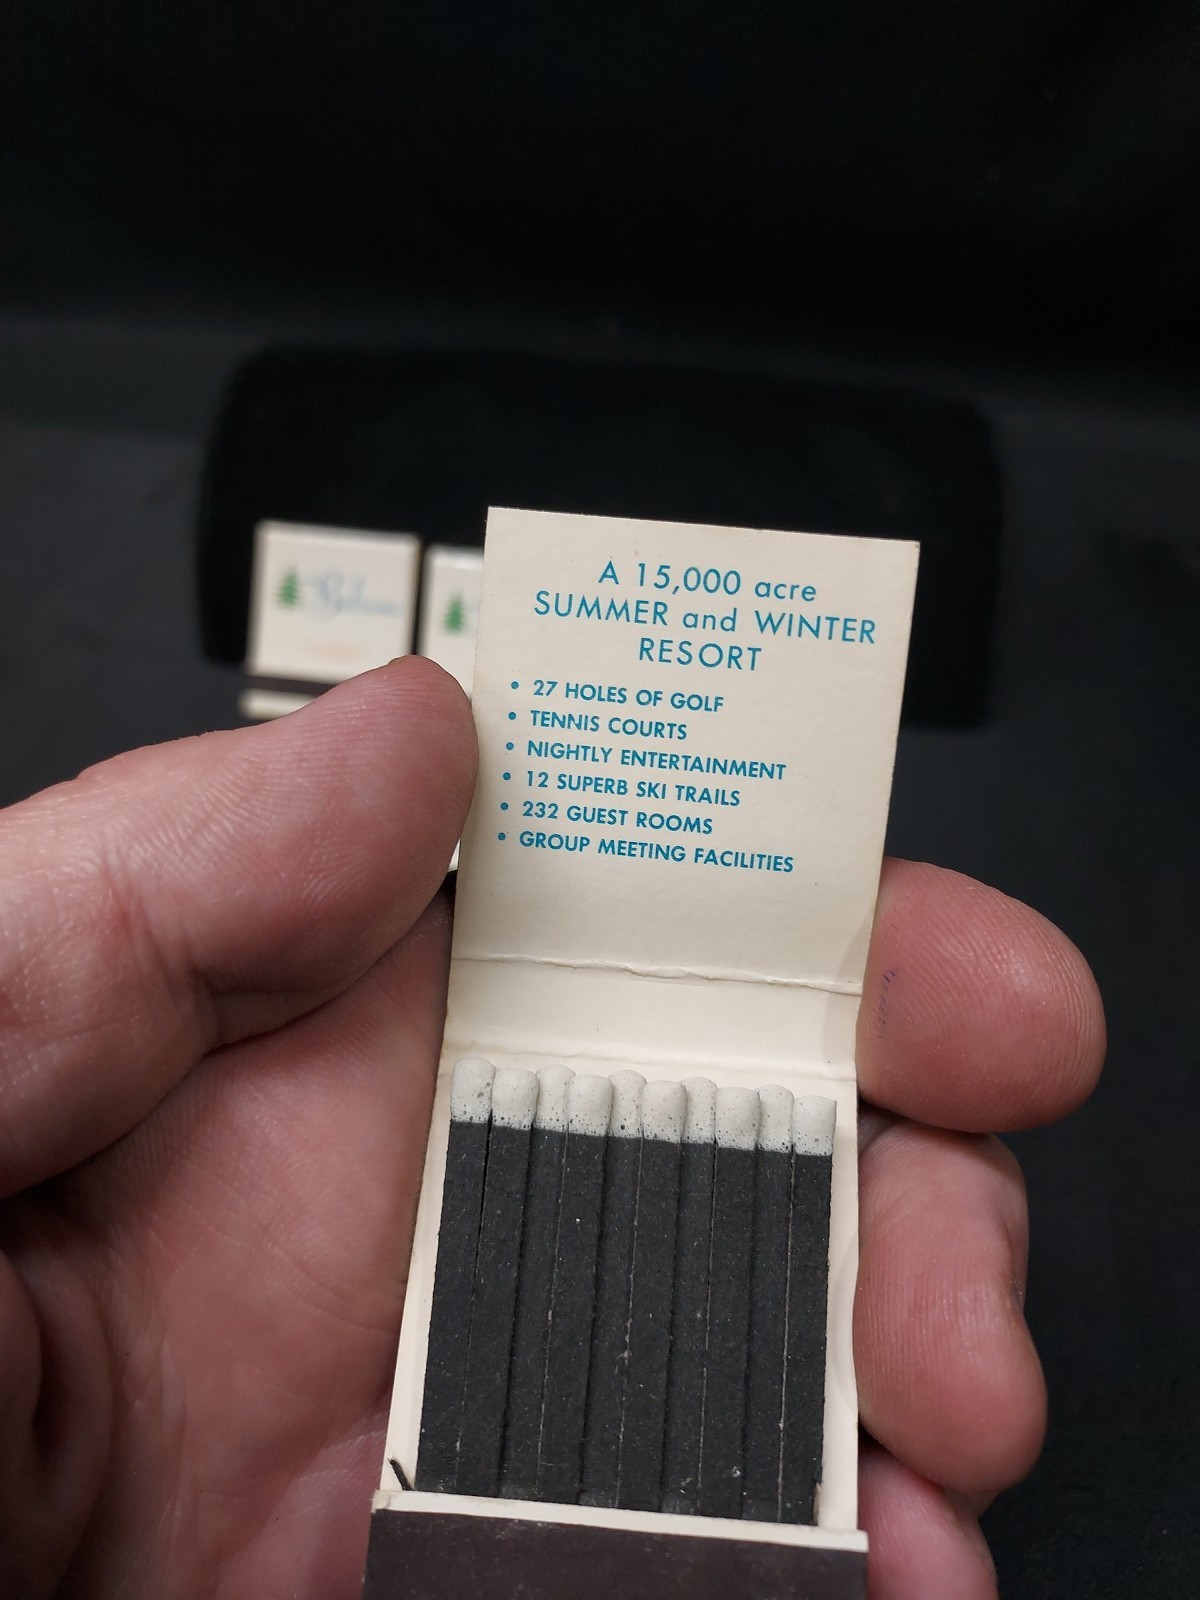 A 15,000 acre
SUMMER and WINTER
RESORT
• 27 HOLES OF GOLF
• TENNIS COURTS
• NIGHTLY ENTERTAINMENT
• 12 SUPERB SKI TRAILS
• 232 GUEST ROOMS
• GROUP MEETING FACILITIES